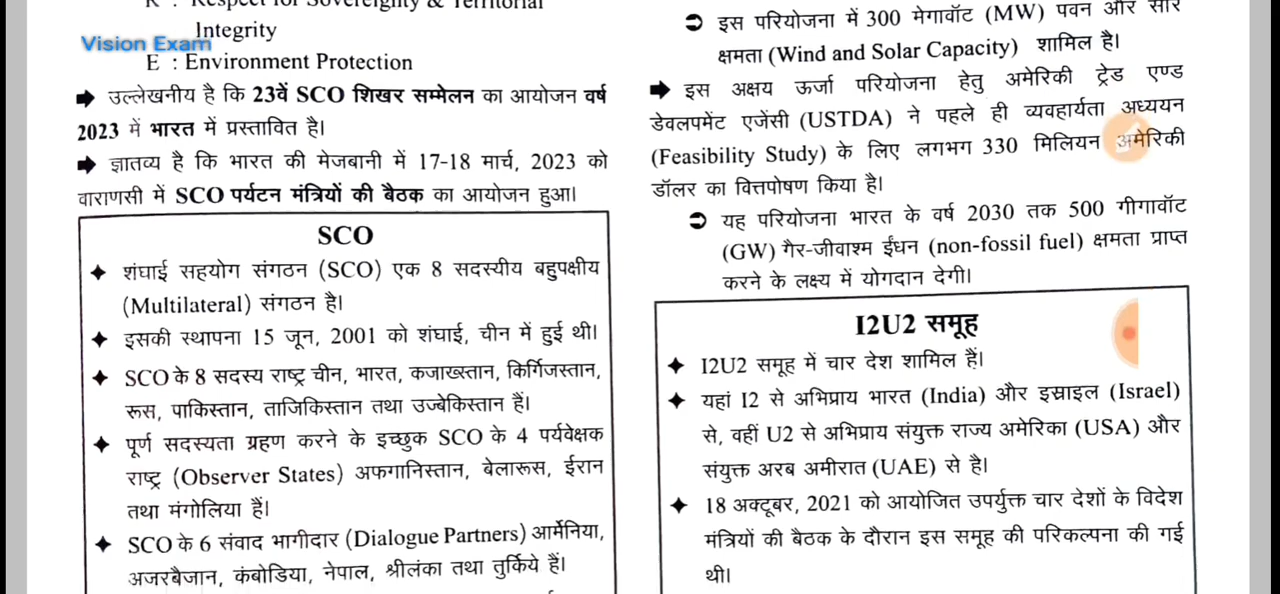 R : Respect for Sovereignty & Territorial
Integrity
Vision Exam
E : Environment Protection
उल्लेखनीय है कि 23वें SCO शिखर सम्मेलन का आयोजन वर्ष
2023 में भारत में प्रस्तावित है।
ज्ञातव्य है कि भारत की मेजबानी में 17-18 मार्च, 2023 को
वाराणसी में SCO पर्यटन मंत्रियों की बैठक का आयोजन हुआ।
SCO
शंघाई सहयोग संगठन (SCO) एक 8 सदस्यीय बहुपक्षीय
(Multilateral) संगठन है।
इसकी स्थापना 15 जून, 2001 को शंघाई, चीन में हुई थी।
SCO के 8 सदस्य राष्ट्र चीन, भारत, कजाख्स्तान, किर्गिजस्तान,
रूस, पाकिस्तान, ताजिकिस्तान तथा उज्बेकिस्तान हैं।
पूर्ण सदस्यता ग्रहण करने के इच्छुक SCO के 4 पर्यवेक्षक
राष्ट्र (Observer States) अफगानिस्तान, बेलारूस, ईरान
तथा मंगोलिया हैं।
SCO के 6 संवाद भागीदार (Dialogue Partners) आर्मेनिया,
अजरबैजान, कंबोडिया, नेपाल, श्रीलंका तथा तुर्किये हैं।
इस परियोजना में 300 मेगावॉट (MW) पवन और सौर
क्षमता (Wind and Solar Capacity) शामिल है।
इस अक्षय ऊर्जा परियोजना हेतु अमेरिकी ट्रेड एण्ड
डेवलपमेंट एजेंसी (USTDA) ने पहले ही व्यवहार्यता अध्ययन
(Feasibility Study) के लिए लगभग 330 मिलियन अमेरिकी
डॉलर का वित्तपोषण किया है।
यह परियोजना भारत के वर्ष 2030 तक 500 गीगावॉट
(GW) गैर-जीवाश्म ईंधन (non-fossil fuel) क्षमता प्राप्त
करने के लक्ष्य में योगदान देगी।
I2U2 समूह
I2U2 समूह में चार देश शामिल हैं।
यहां I2 से अभिप्राय भारत (India) और इस्राइल (Israel)
से, वहीं U2 से अभिप्राय संयुक्त राज्य अमेरिका (USA) और
संयुक्त अरब अमीरात (UAE) से है।
18 अक्टूबर, 2021 को आयोजित उपर्युक्त चार देशों के विदेश
मंत्रियों की बैठक के दौरान इस समूह की परिकल्पना की गई
थी।